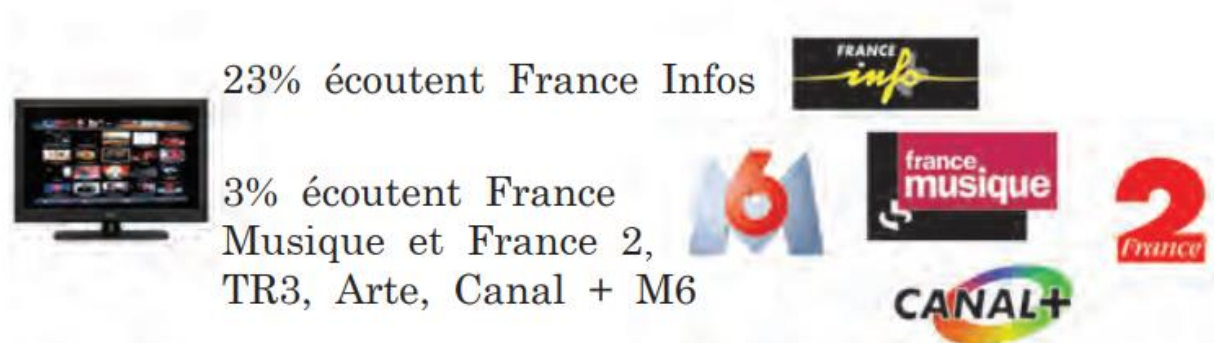 23% écoutent France Infos
FRANCE
info
3% écoutent France
Musique et France 2,
TR3, Arte, Canal + M6
M6
france
musique
2
France
CANAL+